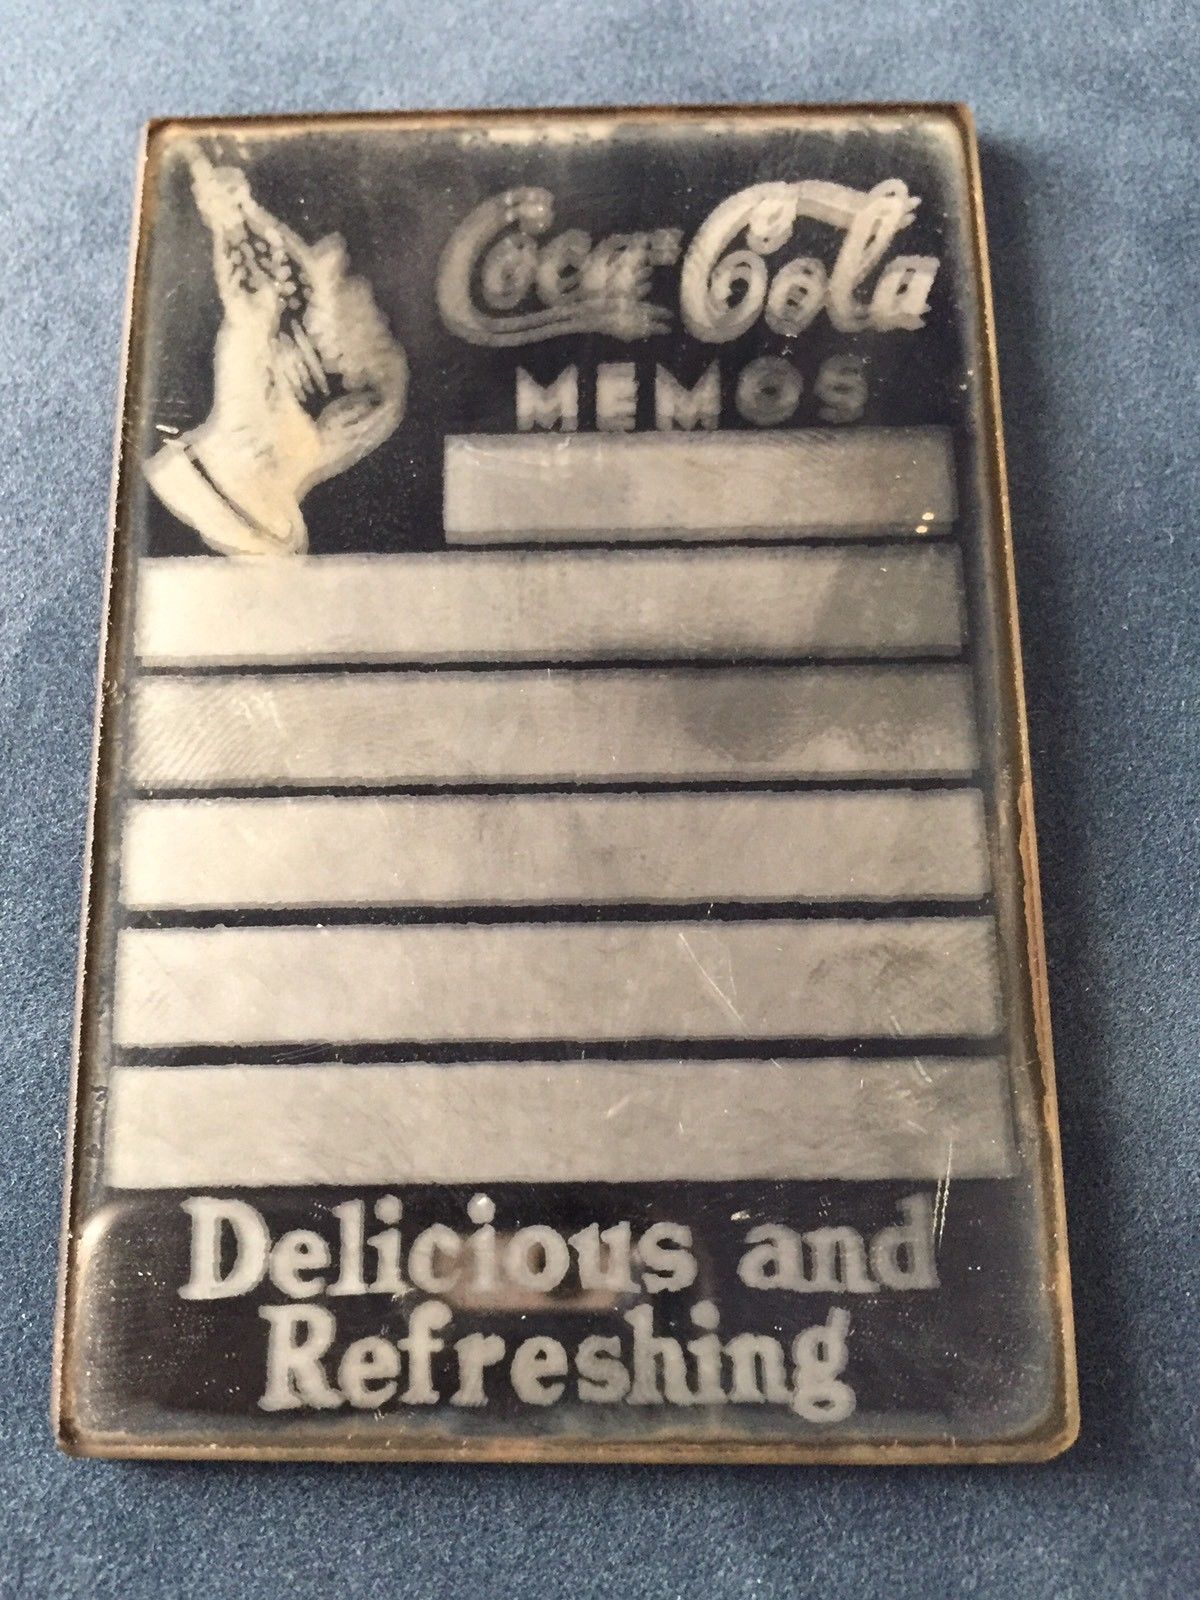 Coca-Cola
MEMOS
Delicious and
Refreshing